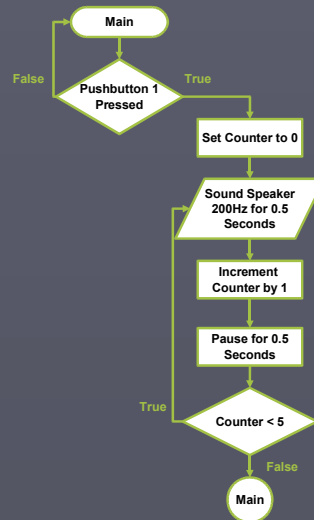 Main
False
True
Pushbutton 1
Pressed
Set Counter to 0
Sound Speaker
200Hz for 0.5
Seconds
Increment
Counter by 1
Pause for 0.5
Seconds
True
Counter < 5
False
Main